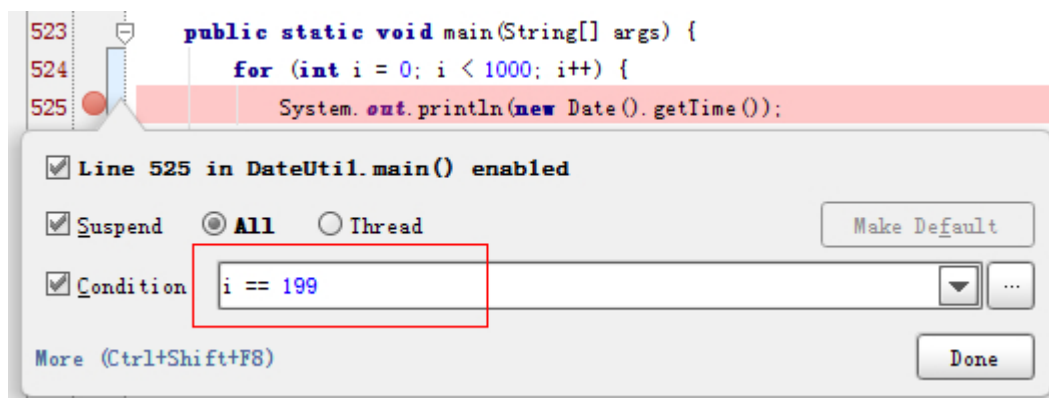 523 public static void main(String[] args) {
524 for (int i = 0; i < 1000; i++) {
525 System.out.println(new Date().getTime());
Line 525 in DateUtil.main() enabled
Suspend All Thread Make Default
Condition i == 199 ...
More (Ctrl+Shift+F8) Done